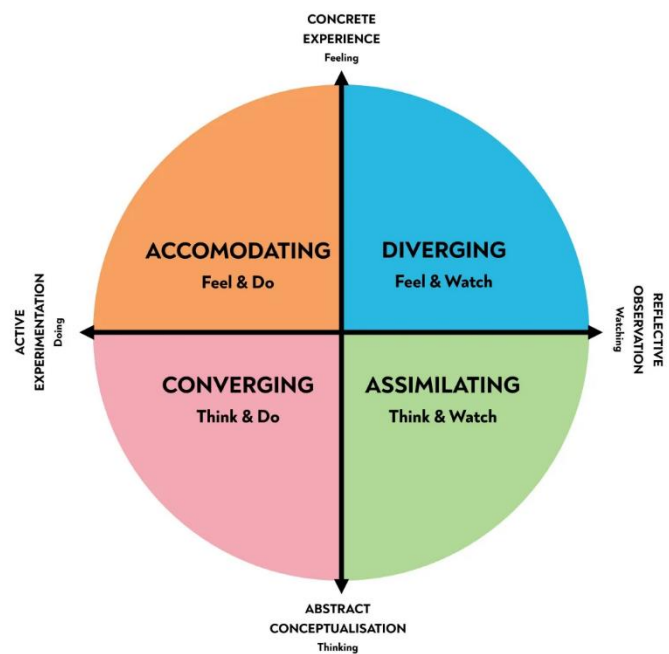 CONCRETE
EXPERIENCE
Feeling
ACCOMODATING
Feel & Do
DIVERGING
Feel & Watch
ACTIVE
EXPERIMENTATION
Doing
REFLECTIVE
OBSERVATION
Watching
CONVERGING
Think & Do
ASSIMILATING
Think & Watch
ABSTRACT
CONCEPTUALISATION
Thinking